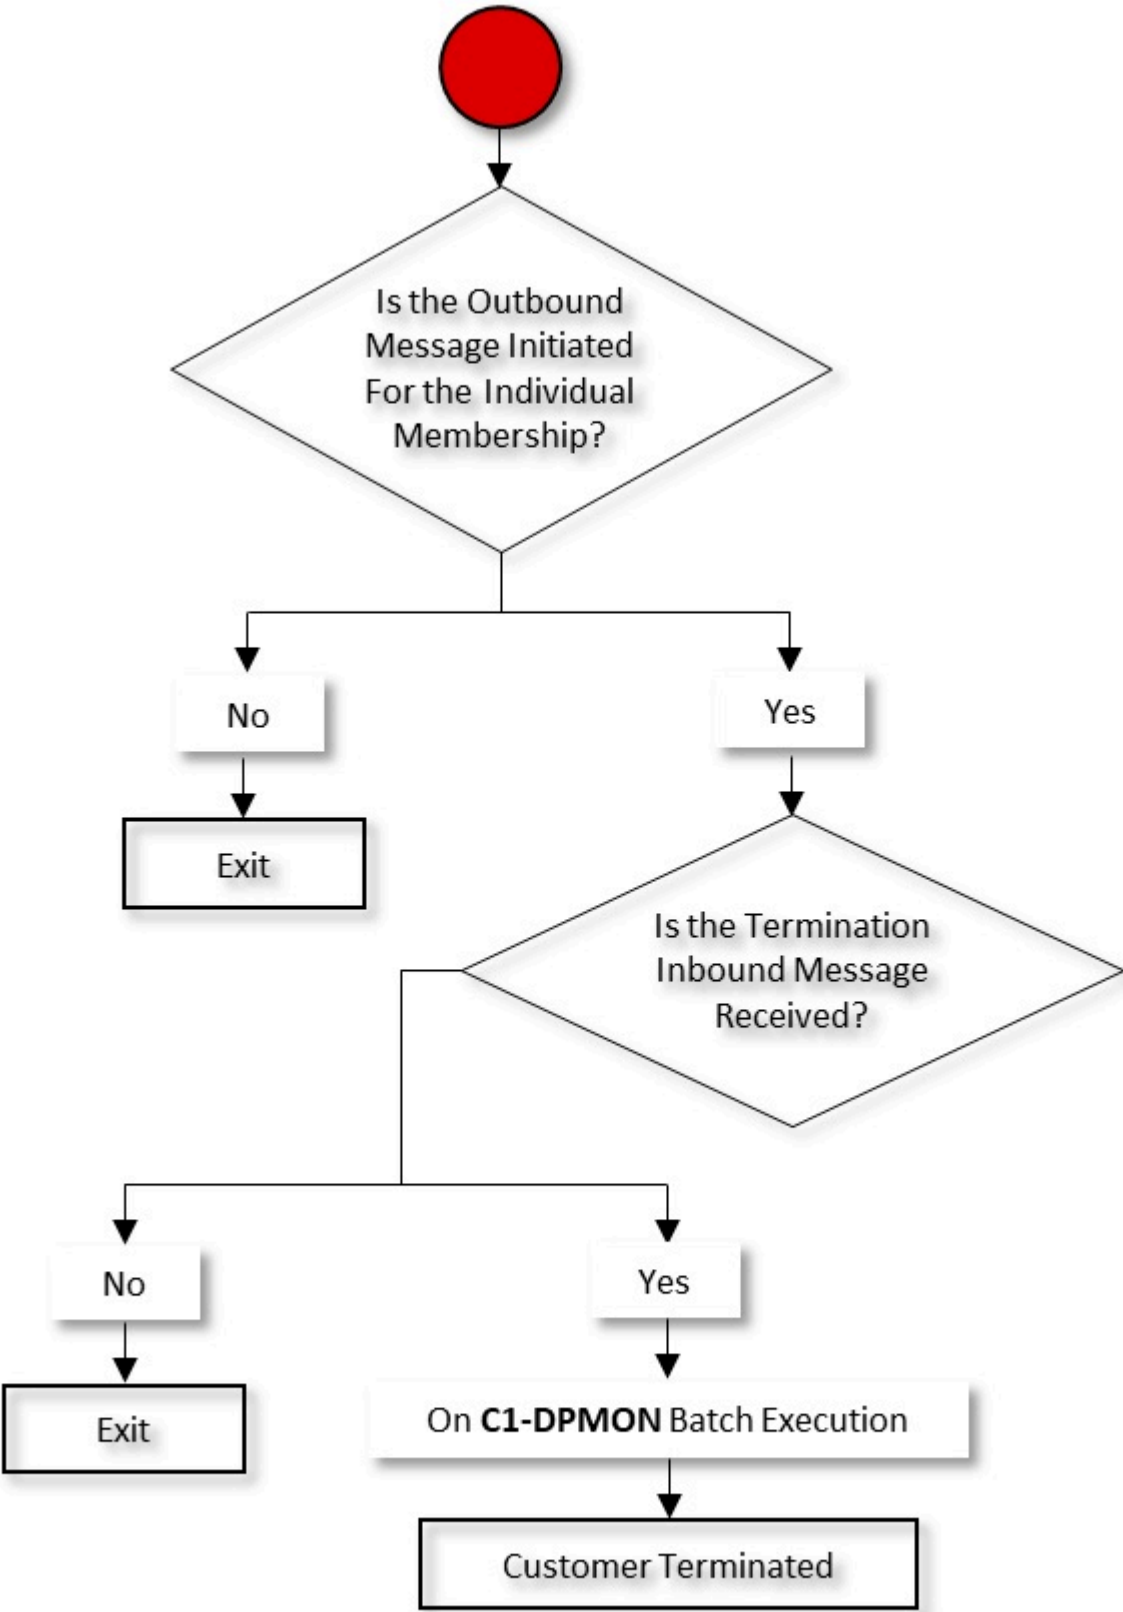 Is the Outbound
Message Initiated
For the Individual
Membership?
No
Yes
Exit
Is the Termination
Inbound Message
Received?
No
Yes
Exit
On C1-DPMON Batch Execution
Customer Terminated